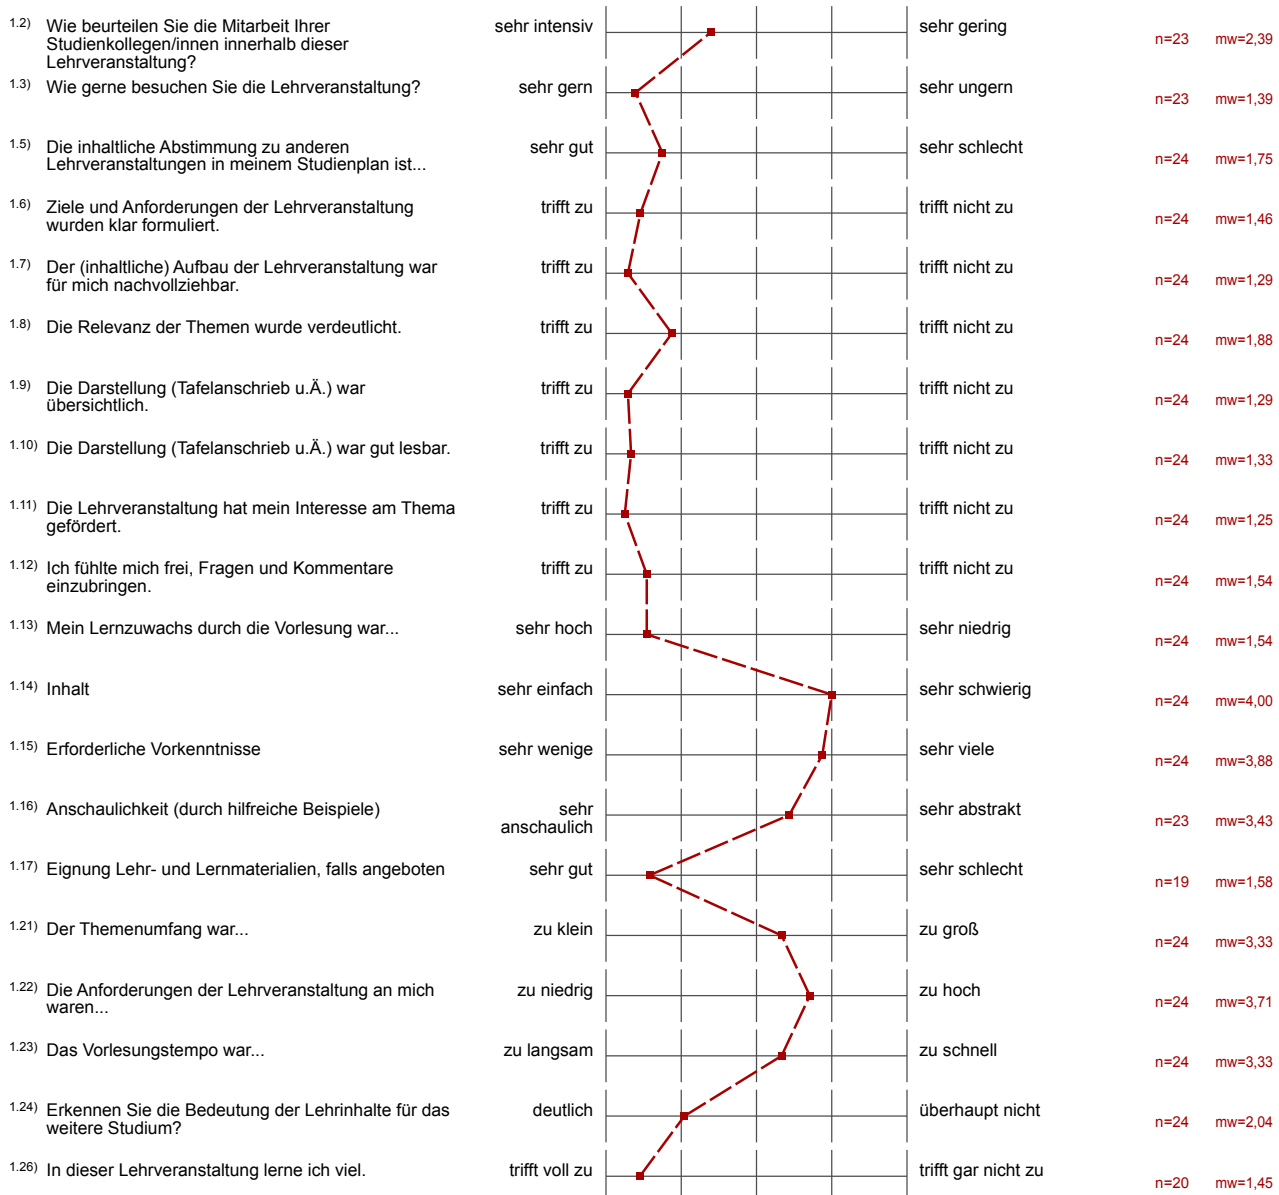 1.2) Wie beurteilen Sie die Mitarbeit Ihrer
Studienkollegen/innen innerhalb dieser
Lehrveranstaltung?
sehr intensiv
sehr gering
n=23 mw=2,39
1.3) Wie gerne besuchen Sie die Lehrveranstaltung?
sehr gern
sehr ungern
n=23 mw=1,39
1.5) Die inhaltliche Abstimmung zu anderen
Lehrveranstaltungen in meinem Studienplan ist...
sehr gut
sehr schlecht
n=24 mw=1,75
1.6) Ziele und Anforderungen der Lehrveranstaltung
wurden klar formuliert.
trifft zu
trifft nicht zu
n=24 mw=1,46
1.7) Der (inhaltliche) Aufbau der Lehrveranstaltung war
für mich nachvollziehbar.
trifft zu
trifft nicht zu
n=24 mw=1,29
1.8) Die Relevanz der Themen wurde verdeutlicht.
trifft zu
trifft nicht zu
n=24 mw=1,88
1.9) Die Darstellung (Tafelanschrieb u.Ä.) war
übersichtlich.
trifft zu
trifft nicht zu
n=24 mw=1,29
1.10) Die Darstellung (Tafelanschrieb u.Ä.) war gut lesbar.
trifft zu
trifft nicht zu
n=24 mw=1,33
1.11) Die Lehrveranstaltung hat mein Interesse am Thema
gefördert.
trifft zu
trifft nicht zu
n=24 mw=1,25
1.12) Ich fühlte mich frei, Fragen und Kommentare
einzubringen.
trifft zu
trifft nicht zu
n=24 mw=1,54
1.13) Mein Lernzuwachs durch die Vorlesung war...
sehr hoch
sehr niedrig
n=24 mw=1,54
1.14) Inhalt
sehr einfach
sehr schwierig
n=24 mw=4,00
1.15) Erforderliche Vorkenntnisse
sehr wenige
sehr viele
n=24 mw=3,88
1.16) Anschaulichkeit (durch hilfreiche Beispiele)
sehr
anschaulich
sehr abstrakt
n=23 mw=3,43
1.17) Eignung Lehr- und Lernmaterialien, falls angeboten
sehr gut
sehr schlecht
n=19 mw=1,58
1.21) Der Themenumfang war...
zu klein
zu groß
n=24 mw=3,33
1.22) Die Anforderungen der Lehrveranstaltung an mich
waren...
zu niedrig
zu hoch
n=24 mw=3,71
1.23) Das Vorlesungstempo war...
zu langsam
zu schnell
n=24 mw=3,33
1.24) Erkennen Sie die Bedeutung der Lehrinhalte für das
weitere Studium?
deutlich
überhaupt nicht
n=24 mw=2,04
1.26) In dieser Lehrveranstaltung lerne ich viel.
trifft voll zu
trifft gar nicht zu
n=20 mw=1,45